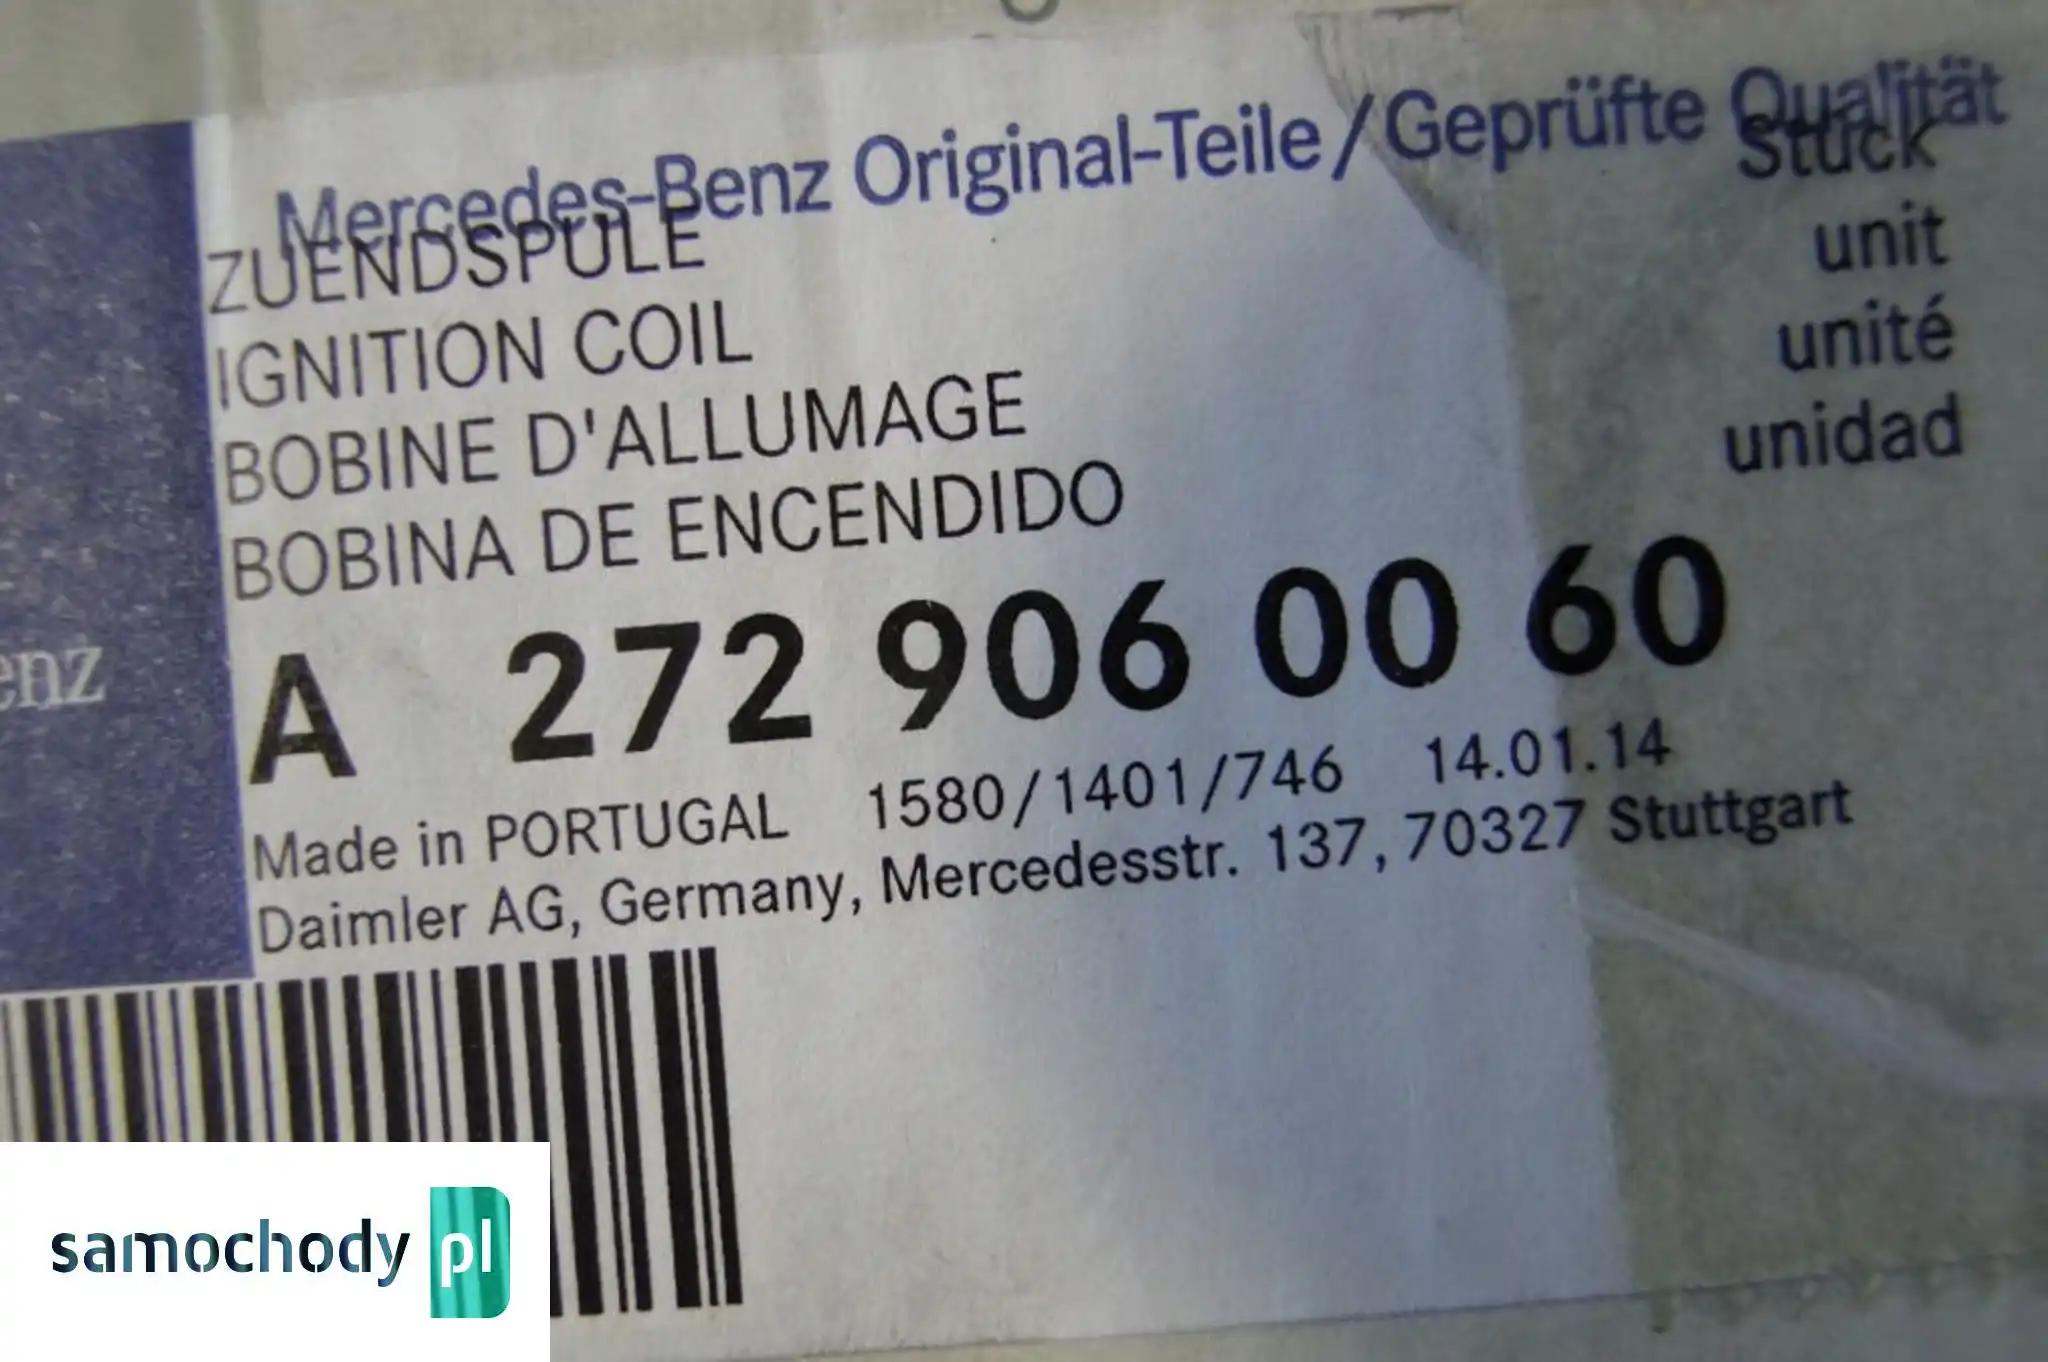 Mercedes-Benz Original-Teile/Geprüfte Qualität
ZUENDSPULE
Stück
IGNITION COIL
unit
BOBINE D'ALLUMAGE
unité
BOBINA DE ENCENDIDO
unidad
enz
A 272 906 00 60
Made in PORTUGAL 1580/1401/746 14.01.14
Daimler AG, Germany, Mercedesstr. 137, 70327 Stuttgart
samochody pl